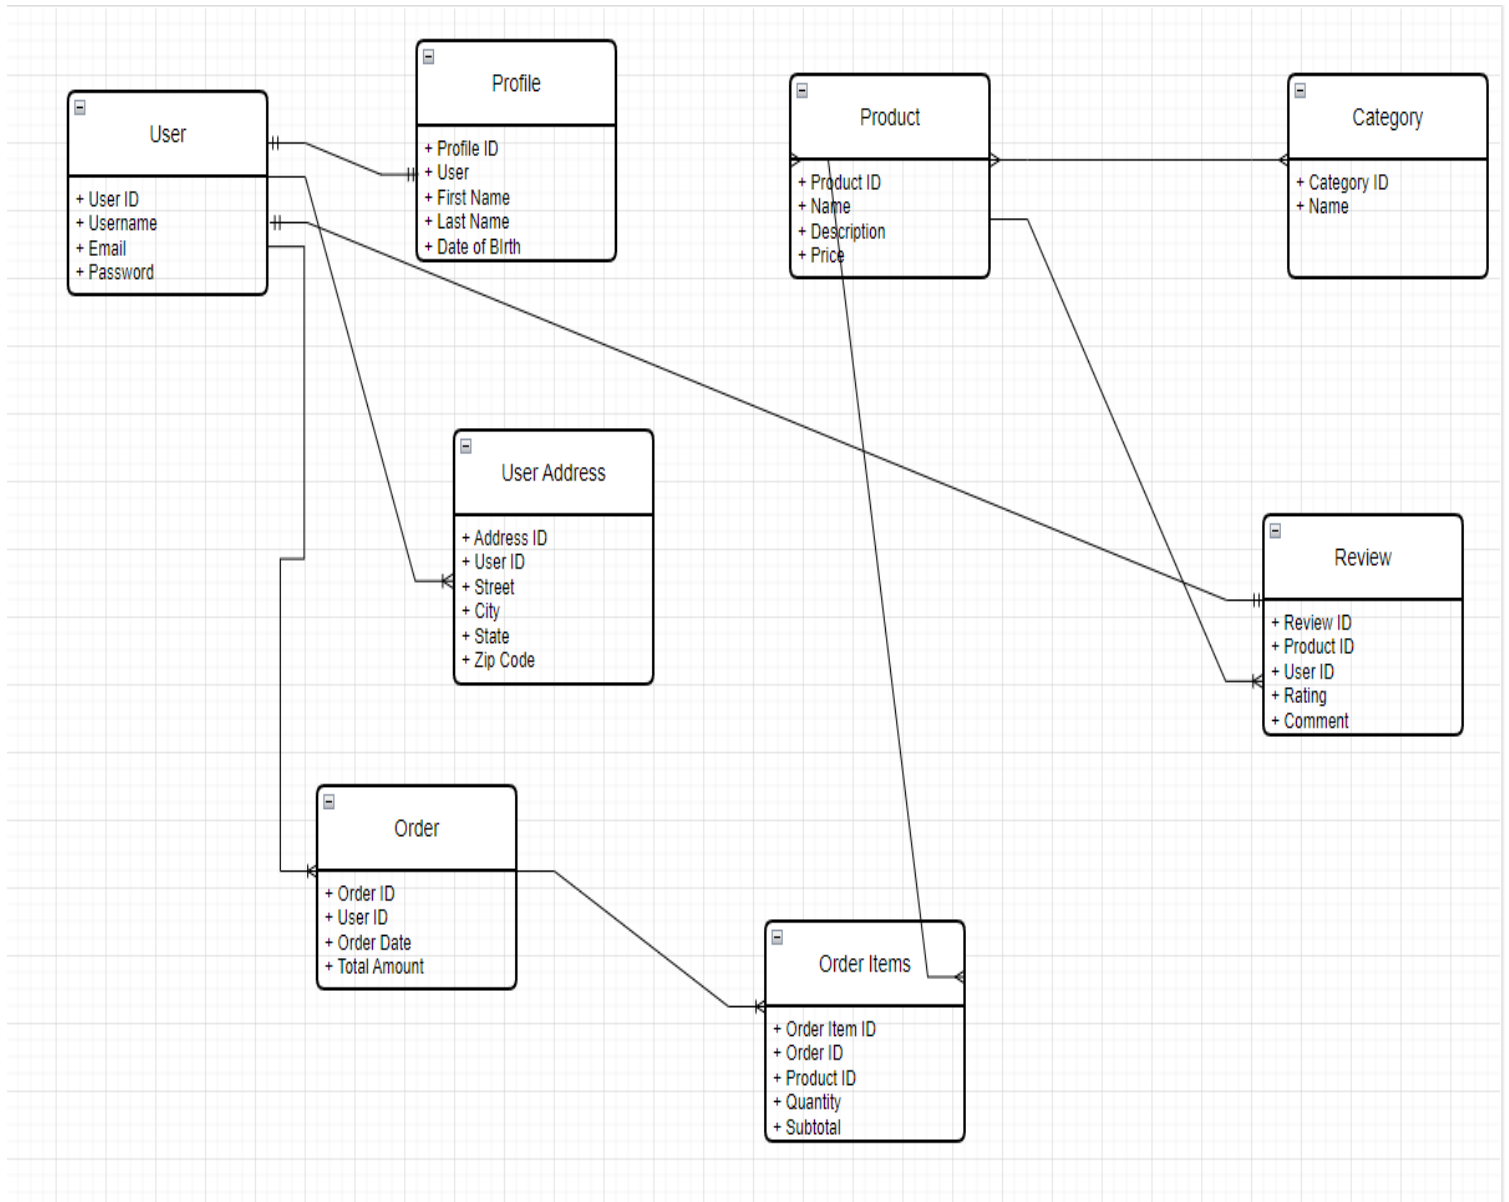 User
+ User ID
+ Username
+ Email
+ Password
Profile
+ Profile ID
+ User
+ First Name
+ Last Name
+ Date of BIrth
Product
+ Product ID
+ Name
+ Description
+ Price
Category
+ Category ID
+ Name
User Address
+ Address ID
+ User ID
+ Street
+ City
+ State
+ Zip Code
Review
+ Review ID
+ Product ID
+ User ID
+ Rating
+ Comment
Order
+ Order ID
+ User ID
+ Order Date
+ Total Amount
Order Items
+ Order Item ID
+ Order ID
+ Product ID
+ Quantity
+ Subtotal